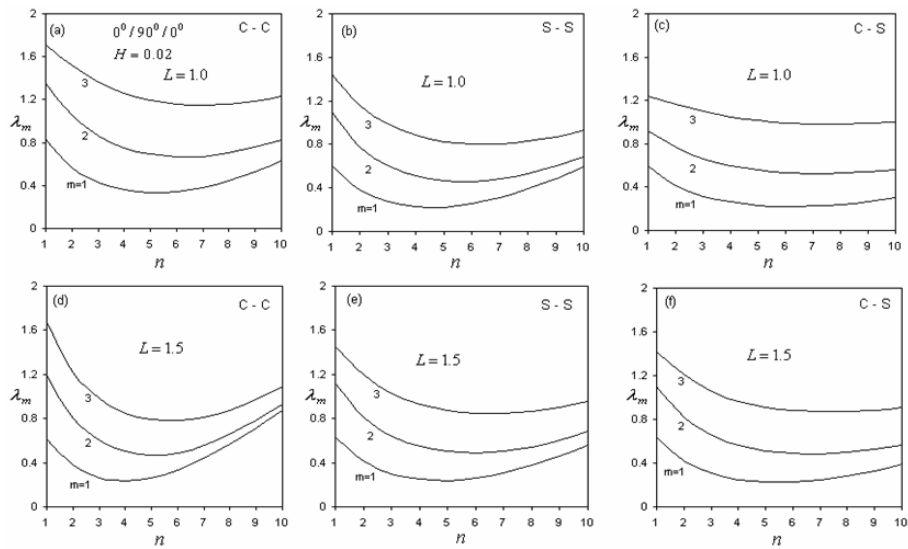 (a) 0⁰/90⁰/0⁰ C - C
H = 0.02
L = 1.0
λm
3
2
m=1
0 0.4 0.8 1.2 1.6 2
1 2 3 4 5 6 7 8 9 10
n
(b) S - S
L = 1.0
3
2
m=1
0 0.4 0.8 1.2 1.6 2
1 2 3 4 5 6 7 8 9 10
n
(c) C - S
L = 1.0
λm
3
2
m=1
0 0.4 0.8 1.2 1.6 2
1 2 3 4 5 6 7 8 9 10
n
(d) C - C
L = 1.5
λm
3
2
m=1
0 0.4 0.8 1.2 1.6 2
1 2 3 4 5 6 7 8 9 10
n
(e) S - S
L = 1.5
λm
3
2
m=1
0 0.4 0.8 1.2 1.6 2
1 2 3 4 5 6 7 8 9 10
n
(f) C - S
L = 1.5
λm
3
2
m=1
0 0.4 0.8 1.2 1.6 2
1 2 3 4 5 6 7 8 9 10
n